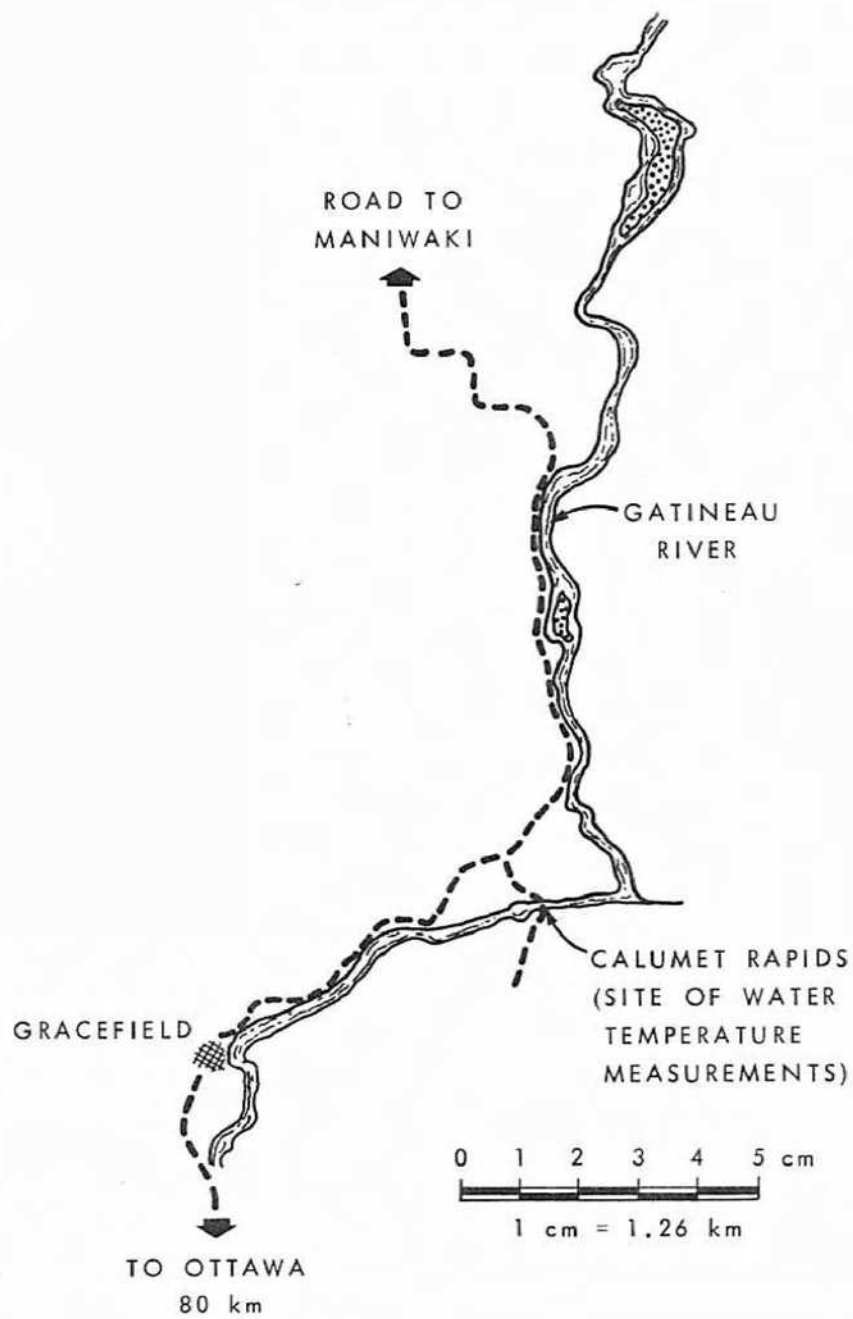 ROAD TO
MANIWAKI
GATINEAU
RIVER
CALUMET RAPIDS
(SITE OF WATER
TEMPERATURE
MEASUREMENTS)
GRACEFIELD
0 1 2 3 4 5 cm
1 cm = 1.26 km
TO OTTAWA
80 km